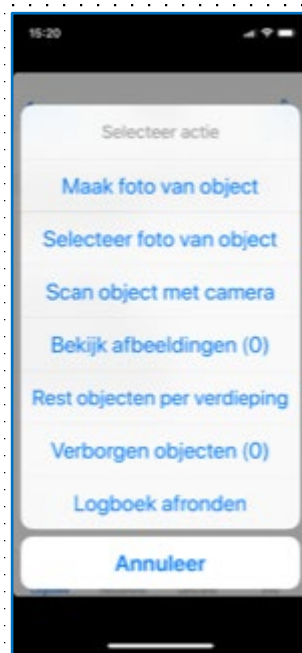 15:20
Selecteer actie
Maak foto van object
Selecteer foto van object
Scan object met camera
Bekijk afbeeldingen (0)
Rest objecten per verdieping
Verborgen objecten (0)
Logboek afronden
Annuleer